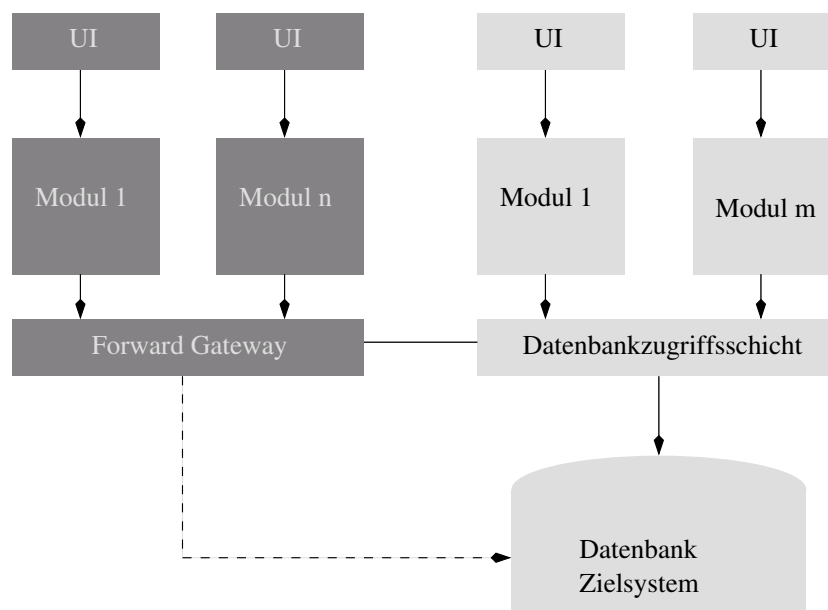 UI
UI
UI
UI
Modul 1
Modul n
Modul 1
Modul m
Forward Gateway
Datenbankzugriffsschicht
Datenbank
Zielsystem